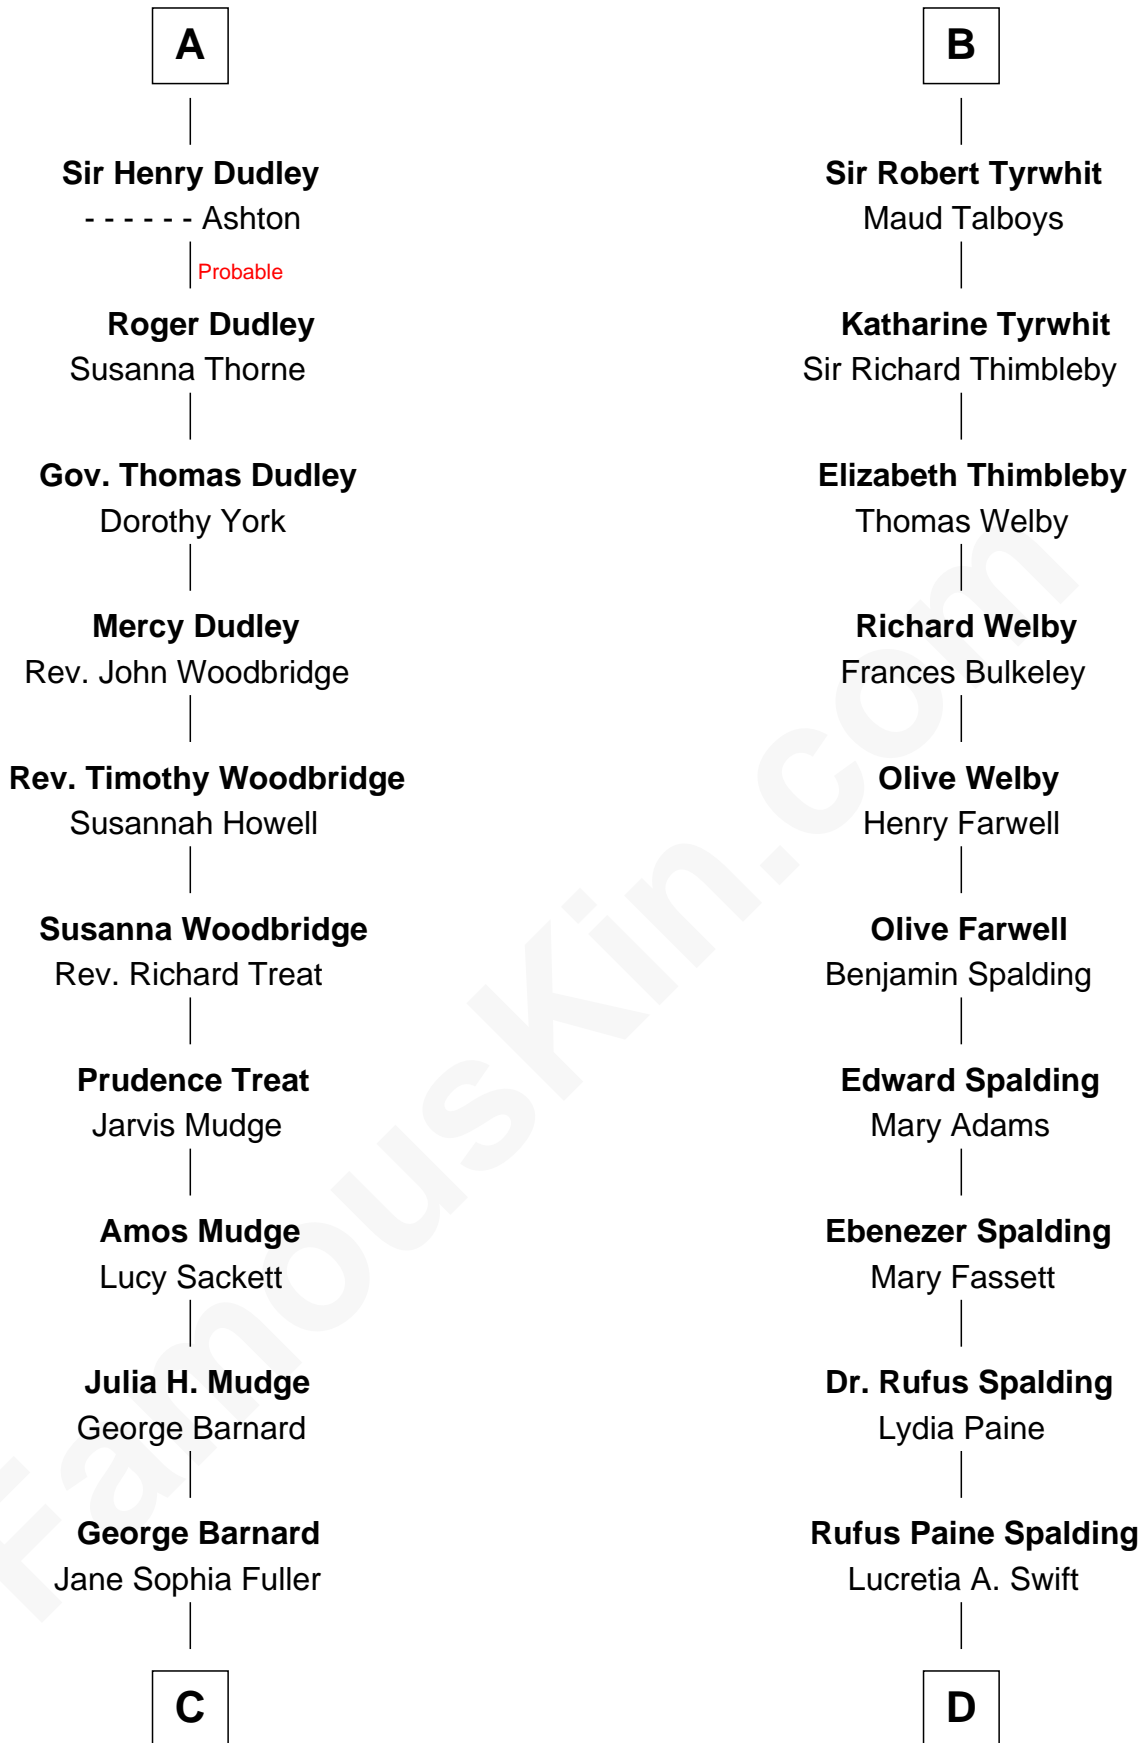 A
Sir Henry Dudley
- - - - - - Ashton
Probable
Roger Dudley
Susanna Thorne
Gov. Thomas Dudley
Dorothy York
Mercy Dudley
Rev. John Woodbridge
Rev. Timothy Woodbridge
Susannah Howell
Susanna Woodbridge
Rev. Richard Treat
Prudence Treat
Jarvis Mudge
Amos Mudge
Lucy Sackett
Julia H. Mudge
George Barnard
George Barnard
Jane Sophia Fuller
C
B
Sir Robert Tyrwhit
Maud Talboys
Katharine Tyrwhit
Sir Richard Thimbleby
Elizabeth Thimbleby
Thomas Welby
Richard Welby
Frances Bulkeley
Olive Welby
Henry Farwell
Olive Farwell
Benjamin Spalding
Edward Spalding
Mary Adams
Ebenezer Spalding
Mary Fassett
Dr. Rufus Spalding
Lydia Paine
Rufus Paine Spalding
Lucretia A. Swift
D
FamousKin.com